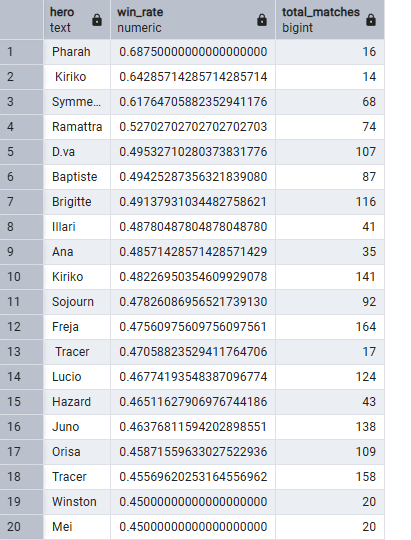 hero win_rate total_matches
text numeric bigint
1 Pharah 0.68750000000000000000 16
2 Kiriko 0.64285714285714285714 14
3 Symme... 0.61764705882352941176 68
4 Ramattra 0.52702702702702702703 74
5 D.va 0.49532710280373831776 107
6 Baptiste 0.49425287356321839080 87
7 Brigitte 0.49137931034482758621 116
8 Illari 0.48780487804878048780 41
9 Ana 0.48571428571428571429 35
10 Kiriko 0.48226950354609929078 141
11 Sojourn 0.47826086956521739130 92
12 Freja 0.47560975609756097561 164
13 Tracer 0.47058823529411764706 17
14 Lucio 0.46774193548387096774 124
15 Hazard 0.46511627906976744186 43
16 Juno 0.46376811594202898551 138
17 Orisa 0.45871559633027522936 109
18 Tracer 0.45569620253164556962 158
19 Winston 0.45000000000000000000 20
20 Mei 0.45000000000000000000 20